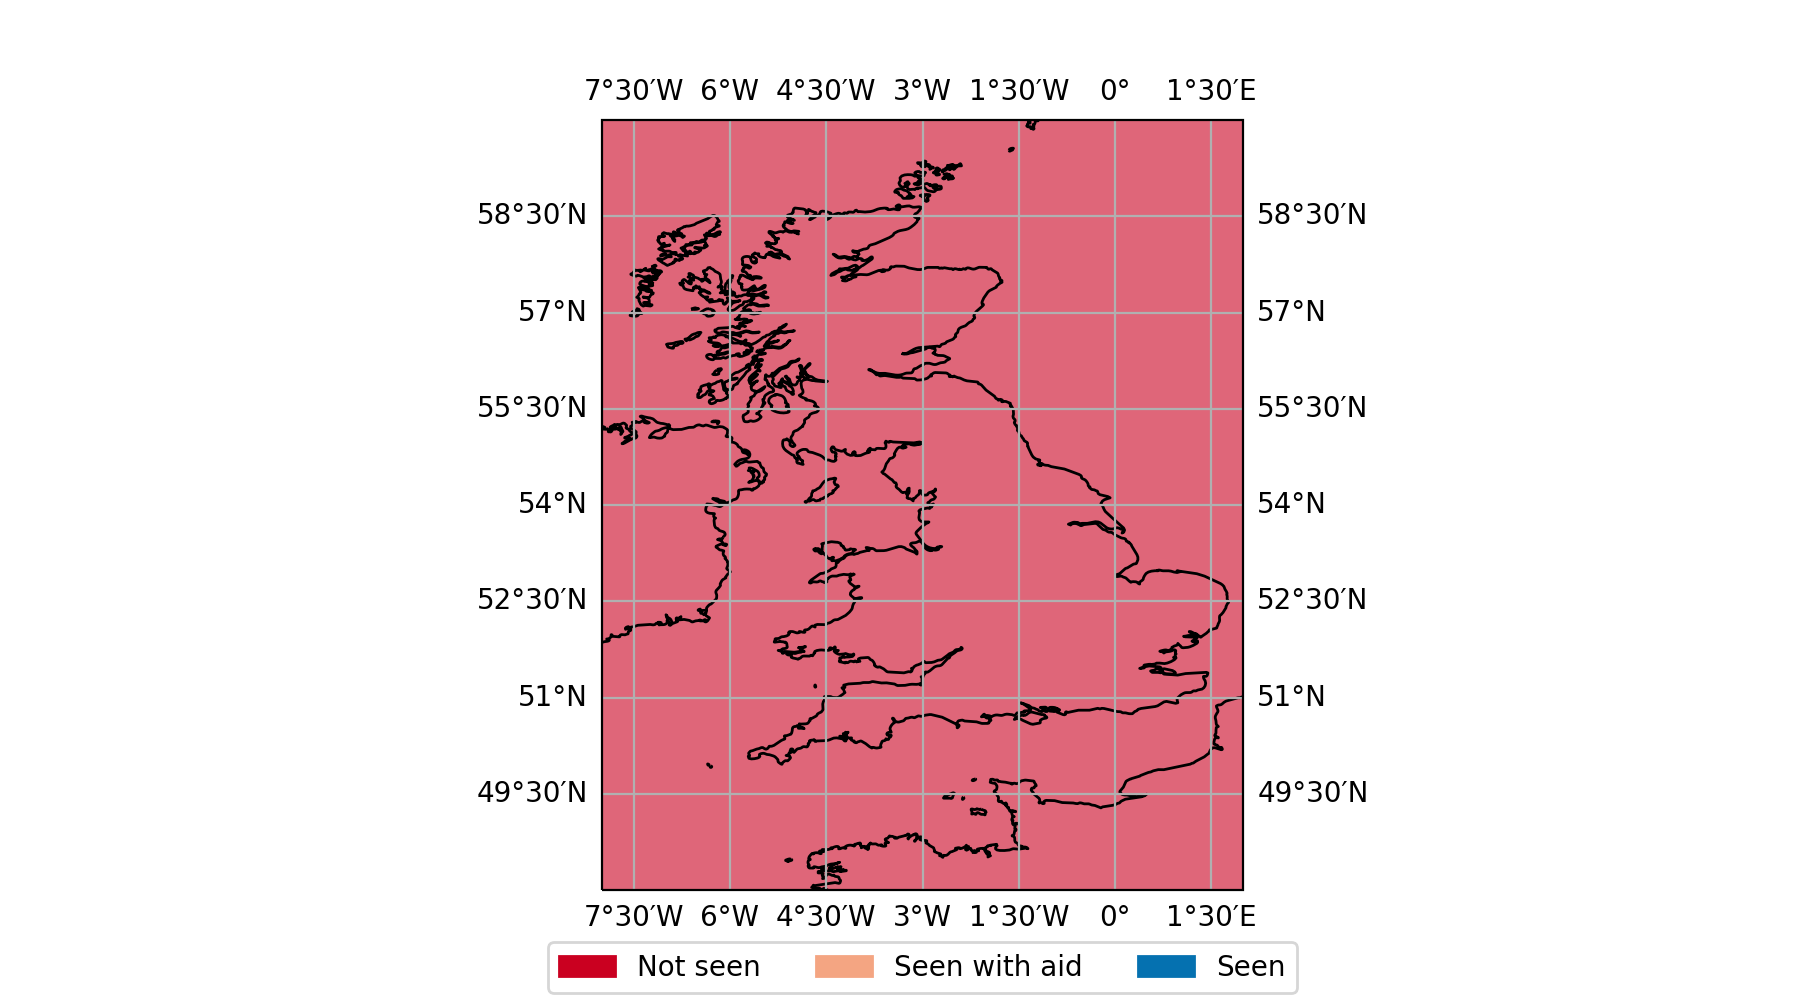 7°30′W 6°W 4°30′W 3°W 1°30′W 0° 1°30′E
58°30′N 58°30′N
57°N 57°N
55°30′N 55°30′N
54°N 54°N
52°30′N 52°30′N
51°N 51°N
49°30′N 49°30′N
7°30′W 6°W 4°30′W 3°W 1°30′W 0° 1°30′E
Not seen Seen with aid Seen